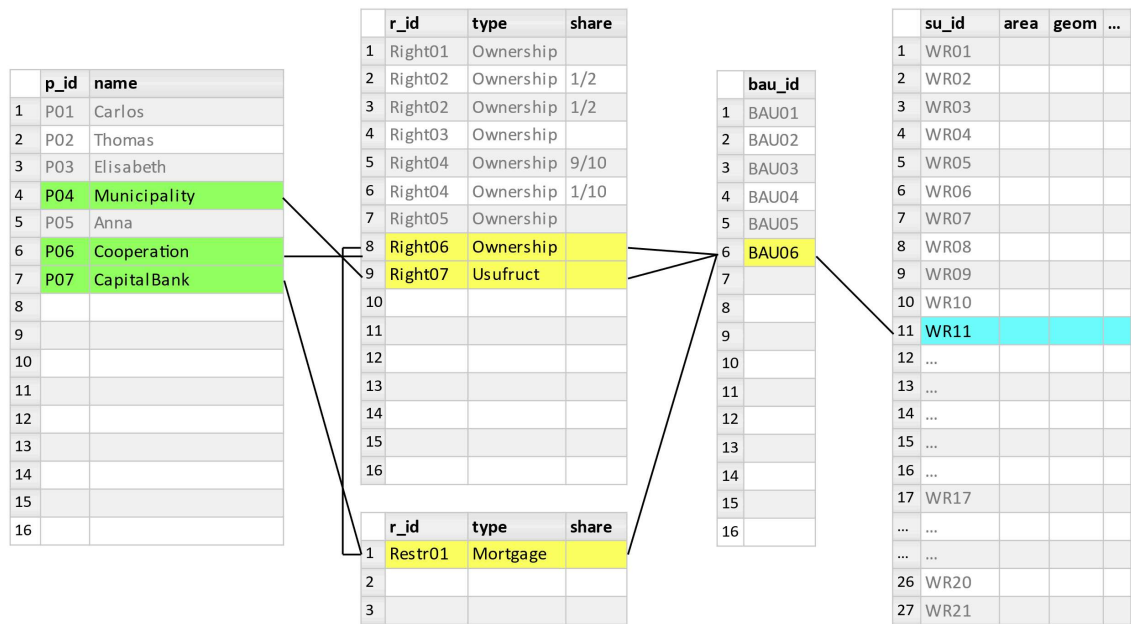 p_id name
1 P01 Carlos
2 P02 Thomas
3 P03 Elisabeth
4 P04 Municipality
5 P05 Anna
6 P06 Cooperation
7 P07 CapitalBank
8
9
10
11
12
13
14
15
16
r_id type share
1 Right01 Ownership
2 Right02 Ownership 1/2
3 Right02 Ownership 1/2
4 Right03 Ownership
5 Right04 Ownership 9/10
6 Right04 Ownership 1/10
7 Right05 Ownership
8 Right06 Ownership
9 Right07 Usufruct
10
11
12
13
14
15
16
r_id type share
1 Restr01 Mortgage
2
3
bau_id
1 BAU01
2 BAU02
3 BAU03
4 BAU04
5 BAU05
6 BAU06
7
8
9
10
11
12
13
14
15
16
su_id area geom ...
1 WR01
2 WR02
3 WR03
4 WR04
5 WR05
6 WR06
7 WR07
8 WR08
9 WR09
10 WR10
11 WR11
12 ...
13 ...
14 ...
15 ...
16 ...
17 WR17
... ...
... ...
26 WR20
27 WR21